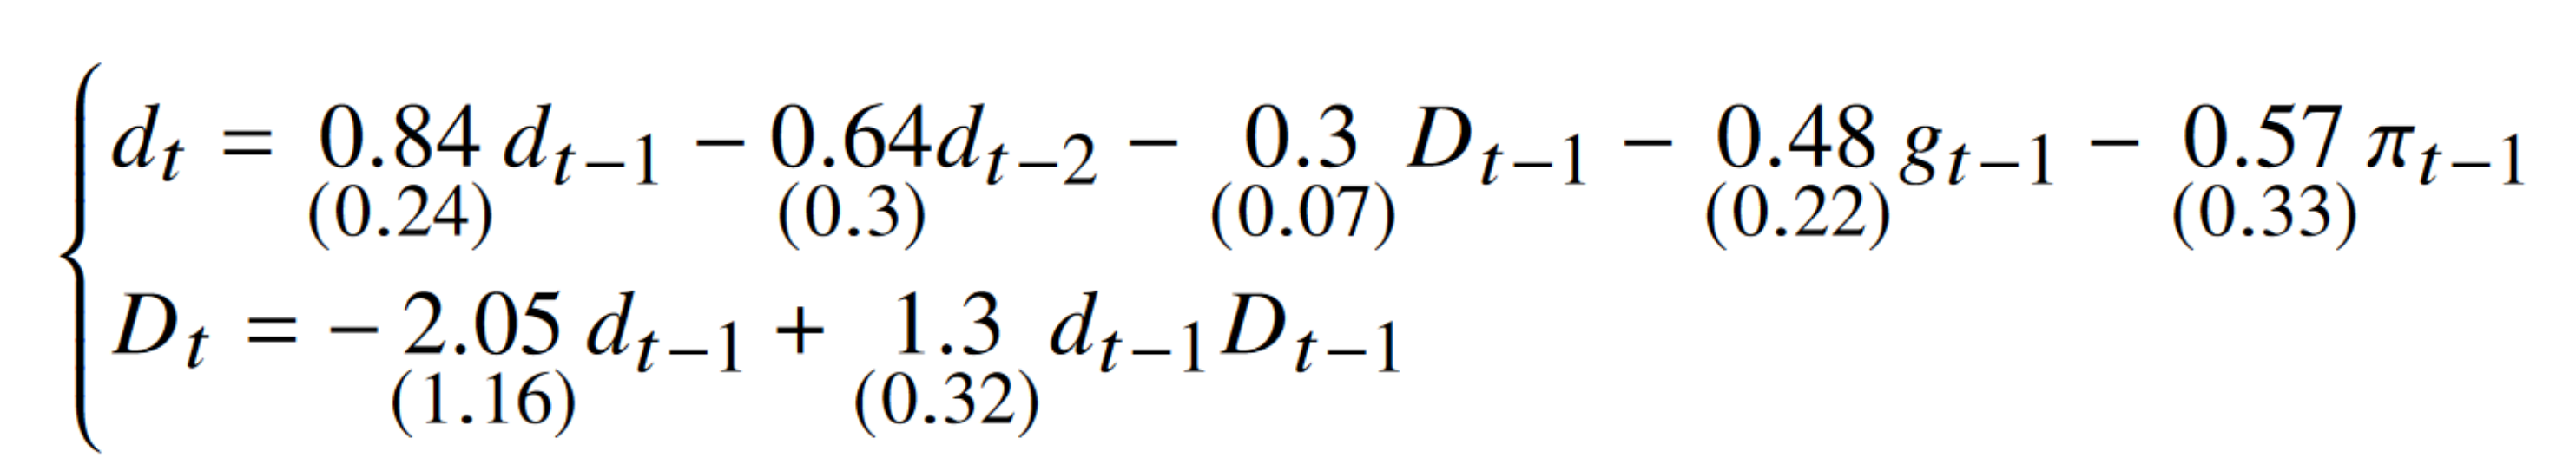 d_t = 0.84 d_{t−1} − 0.64d_{t−2} − 0.3 D_{t−1} − 0.48 g_{t−1} − 0.57 π_{t−1}
(0.24) (0.3) (0.07) (0.22) (0.33)
D_t = − 2.05 d_{t−1} + 1.3 d_{t−1}D_{t−1}
(1.16) (0.32)